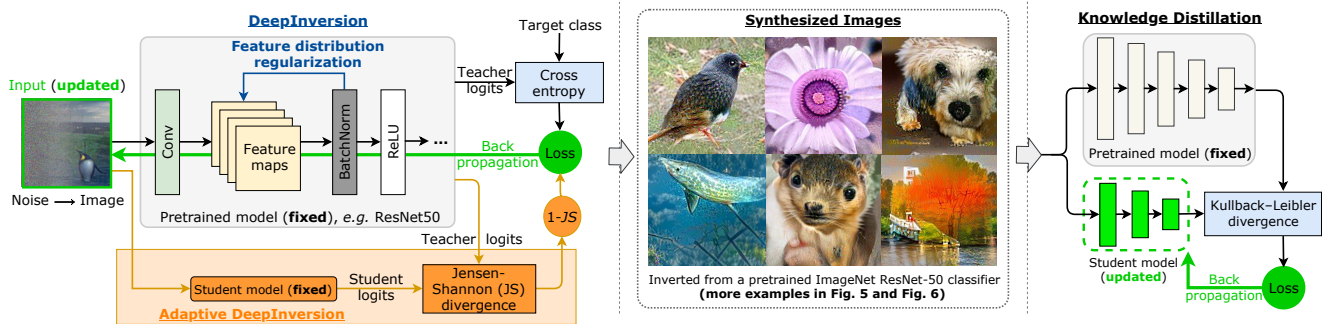 DeepInversion
Feature distribution
regularization)
Input (updated)
Target class
Teacher
logits
Cross
entropy
Conv
Feature
maps
BatchNorm
ReLU
...
Back
propagation
Loss
Noise → Image
Pretrained model (fixed), e.g. ResNet50
1-JS
Teacher logits
Student model (fixed)
Student
logits
Jensen-
Shannon (JS)
divergence
Adaptive DeepInversion
Synthesized Images
Inverted from a pretrained ImageNet ResNet-50 classifier
(more examples in Fig. 5 and Fig. 6)
Knowledge Distillation
Pretrained model (fixed)
Kullback–Leibler
divergence
Student model
(updated)
Back
propagation
Loss